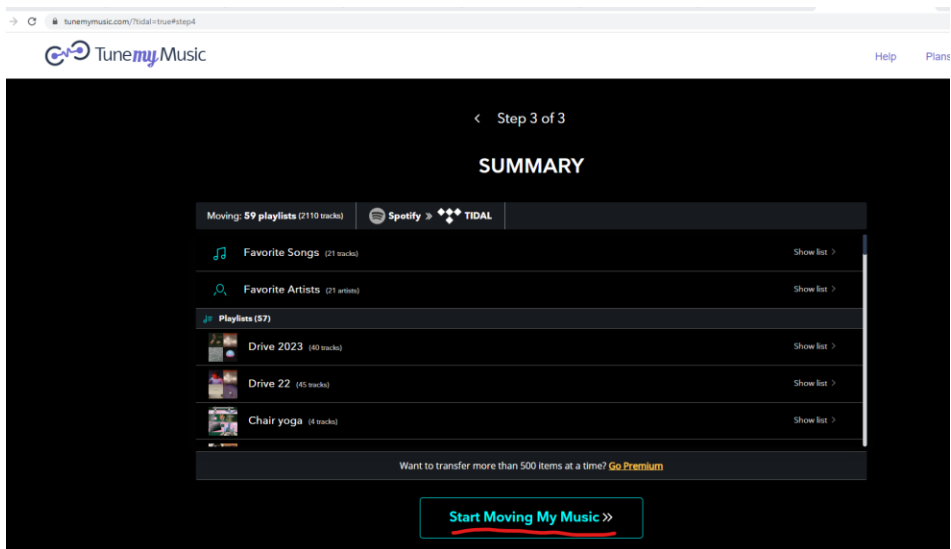 tunemymusic.com/?tidal=true#step4
TunemyMusic
Help Plans
< Step 3 of 3
SUMMARY
Moving: 59 playlists (2110 tracks) Spotify » TIDAL
Favorite Songs (21 tracks) Show list >
Favorite Artists (21 artists) Show list >
Playlists (57)
Drive 2023 (40 tracks) Show list >
Drive 22 (45 tracks) Show list >
Chair yoga (4 tracks) Show list >
Want to transfer more than 500 items at a time? Go Premium
Start Moving My Music »